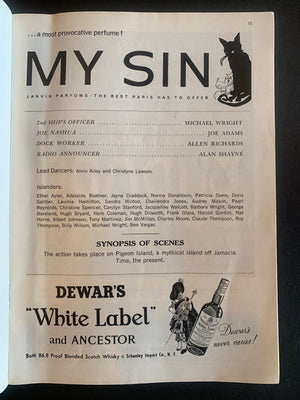 15
...a most provocative perfume!
MY SIN
LANVIN PARFUMS • THE BEST PARIS HAS TO OFFER
2nd SHIP'S OFFICER MICHAEL WRIGHT
JOE NASHUA JOE ADAMS
DOCK WORKER ALLEN RICHARDS
RADIO ANNOUNCER ALAN SHAYNE
Lead Dancers: Alvin Ailey and Christyne Lawson.
Islanders:
Ethel Ayler, Adelaide Boatner, Jayne Craddock, Norma Donaldson, Patricia Dunn, Doris
Galiber, Lavinia Hamilton, Sandra Hinton, Charlendra Jones, Audrey Mason, Pearl
Reynolds, Christine Spencer, Carolyn Stanford, Jacqueline Walcott, Barbara Wright, George
Boreland, Hugh Bryant, Herb Coleman, Hugh Dilworth, Frank Glass, Harold Gordon, Nat
Horne, Albert Johnson, Tony Martinez, Jim McMillan, Charles Moore, Claude Thompson, Roy
Thompson, Billy Wilson, Michael Wright, Ben Vargas.
SYNOPSIS OF SCENES
The action takes place on Pigeon Island, a mythical island off Jamacia.
Time, the present.
DEWAR'S
"White Label"
and ANCESTOR
Dewar's
never varies!
Both 86.8 Proof Blended Scotch Whisky © Schenley Import Co., N. Y.